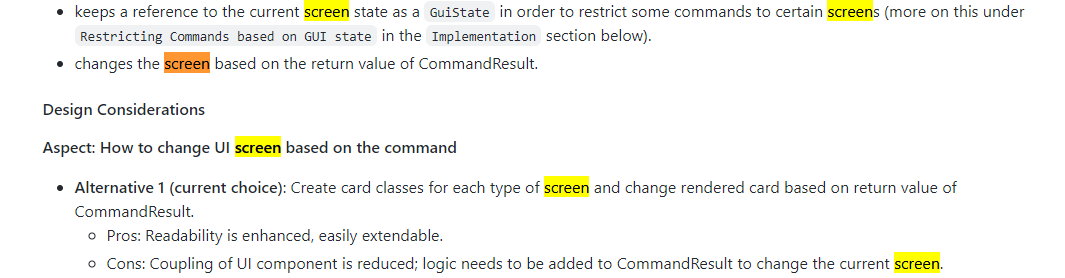 keeps a reference to the current screen state as a GuiState in order to restrict some commands to certain screens (more on this under
Restricting Commands based on GUI state in the Implementation section below).
changes the screen based on the return value of CommandResult.
Design Considerations
Aspect: How to change UI screen based on the command
Alternative 1 (current choice): Create card classes for each type of screen and change rendered card based on return value of
CommandResult.
Pros: Readability is enhanced, easily extendable.
Cons: Coupling of UI component is reduced; logic needs to be added to CommandResult to change the current screen.